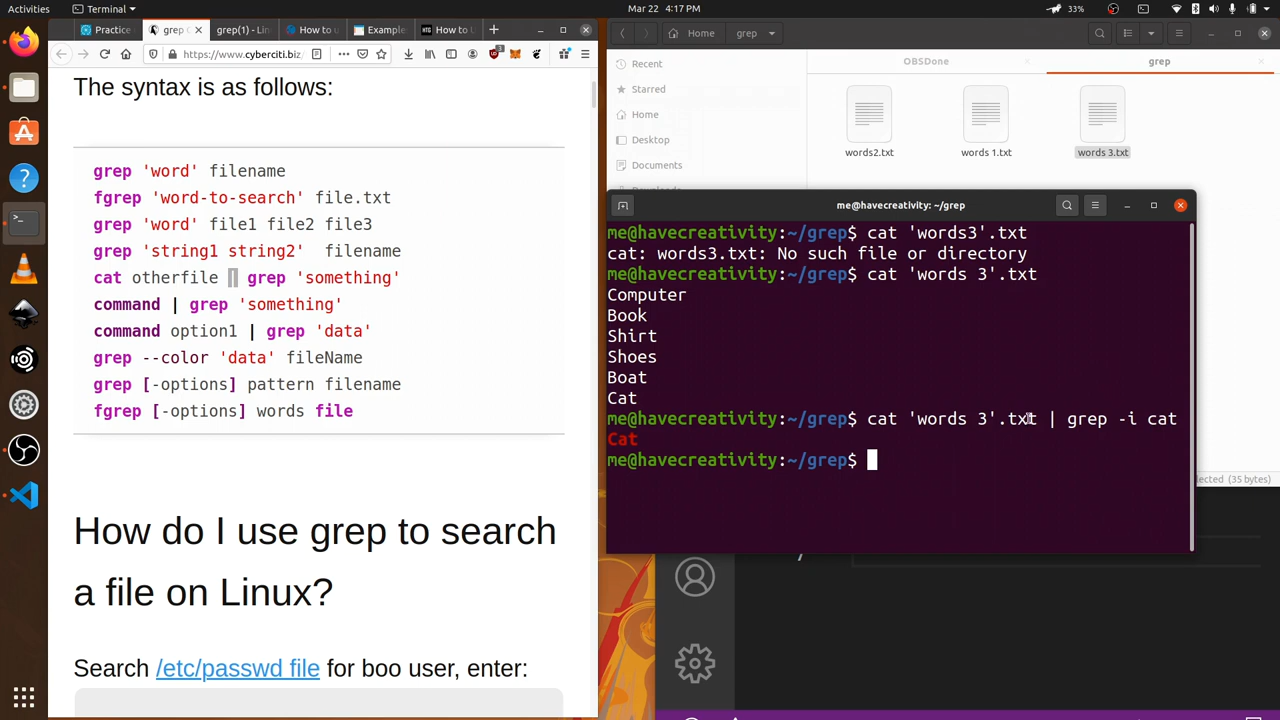 Activities
Terminal
Mar 22 4:17 PM
33%
Practice
grep C
grep(1) - Lin
How to u
Example
How to U
https://www.cyberciti.biz
The syntax is as follows:
grep 'word' filename
fgrep 'word-to-search' file.txt
grep 'word' file1 file2 file3
grep 'string1 string2' filename
cat otherfile | grep 'something'
command | grep 'something'
command option1 | grep 'data'
grep --color 'data' fileName
grep [-options] pattern filename
fgrep [-options] words file
How do I use grep to search
a file on Linux?
Search /etc/passwd file for boo user, enter:
Home
grep
Recent
Starred
Home
Desktop
Documents
OBSDone
grep
words2.txt
words 1.txt
words 3.txt
me@havecreativity: ~/grep
me@havecreativity:~/grep$ cat 'words3'.txt
cat: words3.txt: No such file or directory
me@havecreativity:~/grep$ cat 'words 3'.txt
Computer
Book
Shirt
Shoes
Boat
Cat
me@havecreativity:~/grep$ cat 'words 3'.txt | grep -i cat
Cat
me@havecreativity:~/grep$
(35 bytes)